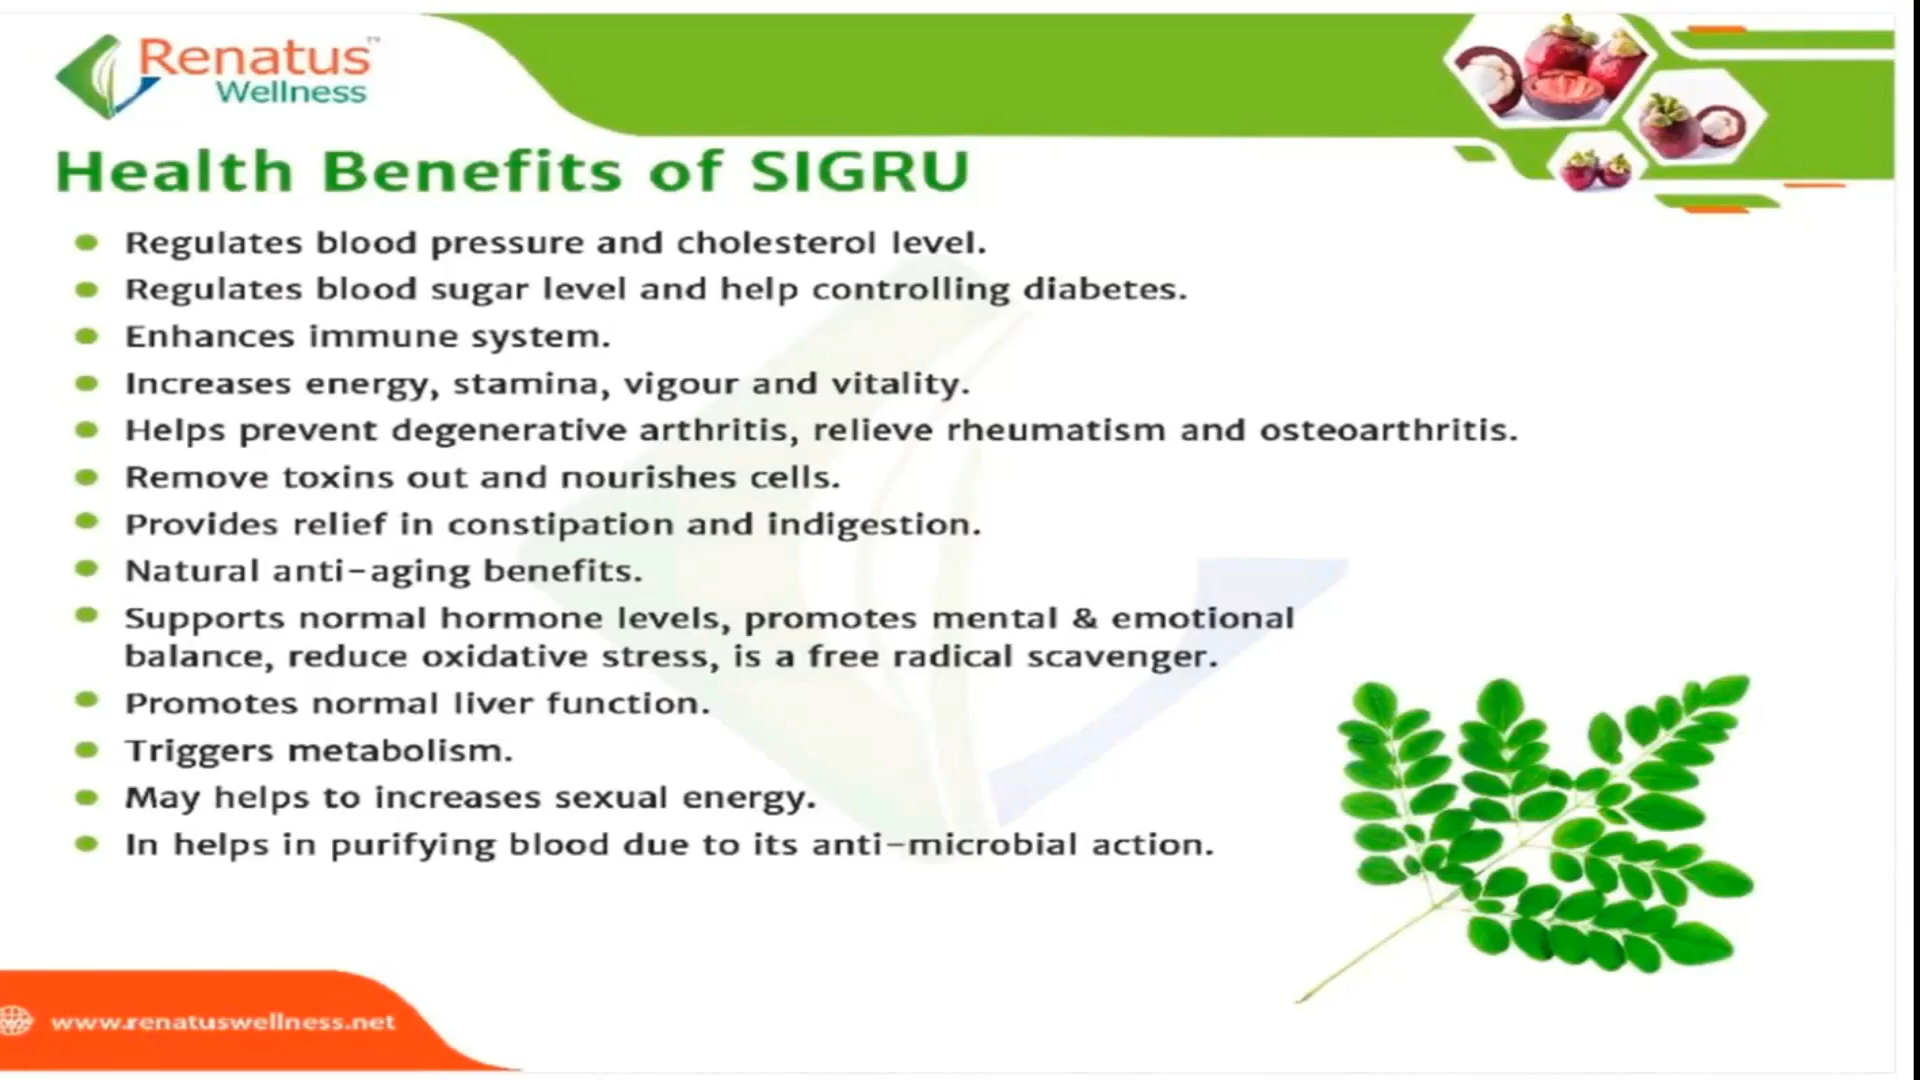 Renatus™
Wellness
Health Benefits of SIGRU
Regulates blood pressure and cholesterol level.
Regulates blood sugar level and help controlling diabetes.
Enhances immune system.
Increases energy, stamina, vigour and vitality.
Helps prevent degenerative arthritis, relieve rheumatism and osteoarthritis.
Remove toxins out and nourishes cells.
Provides relief in constipation and indigestion.
Natural anti-aging benefits.
Supports normal hormone levels, promotes mental & emotional
balance, reduce oxidative stress, is a free radical scavenger.
Promotes normal liver function.
Triggers metabolism.
May helps to increases sexual energy.
In helps in purifying blood due to its anti-microbial action.
www.renatuswellness.net